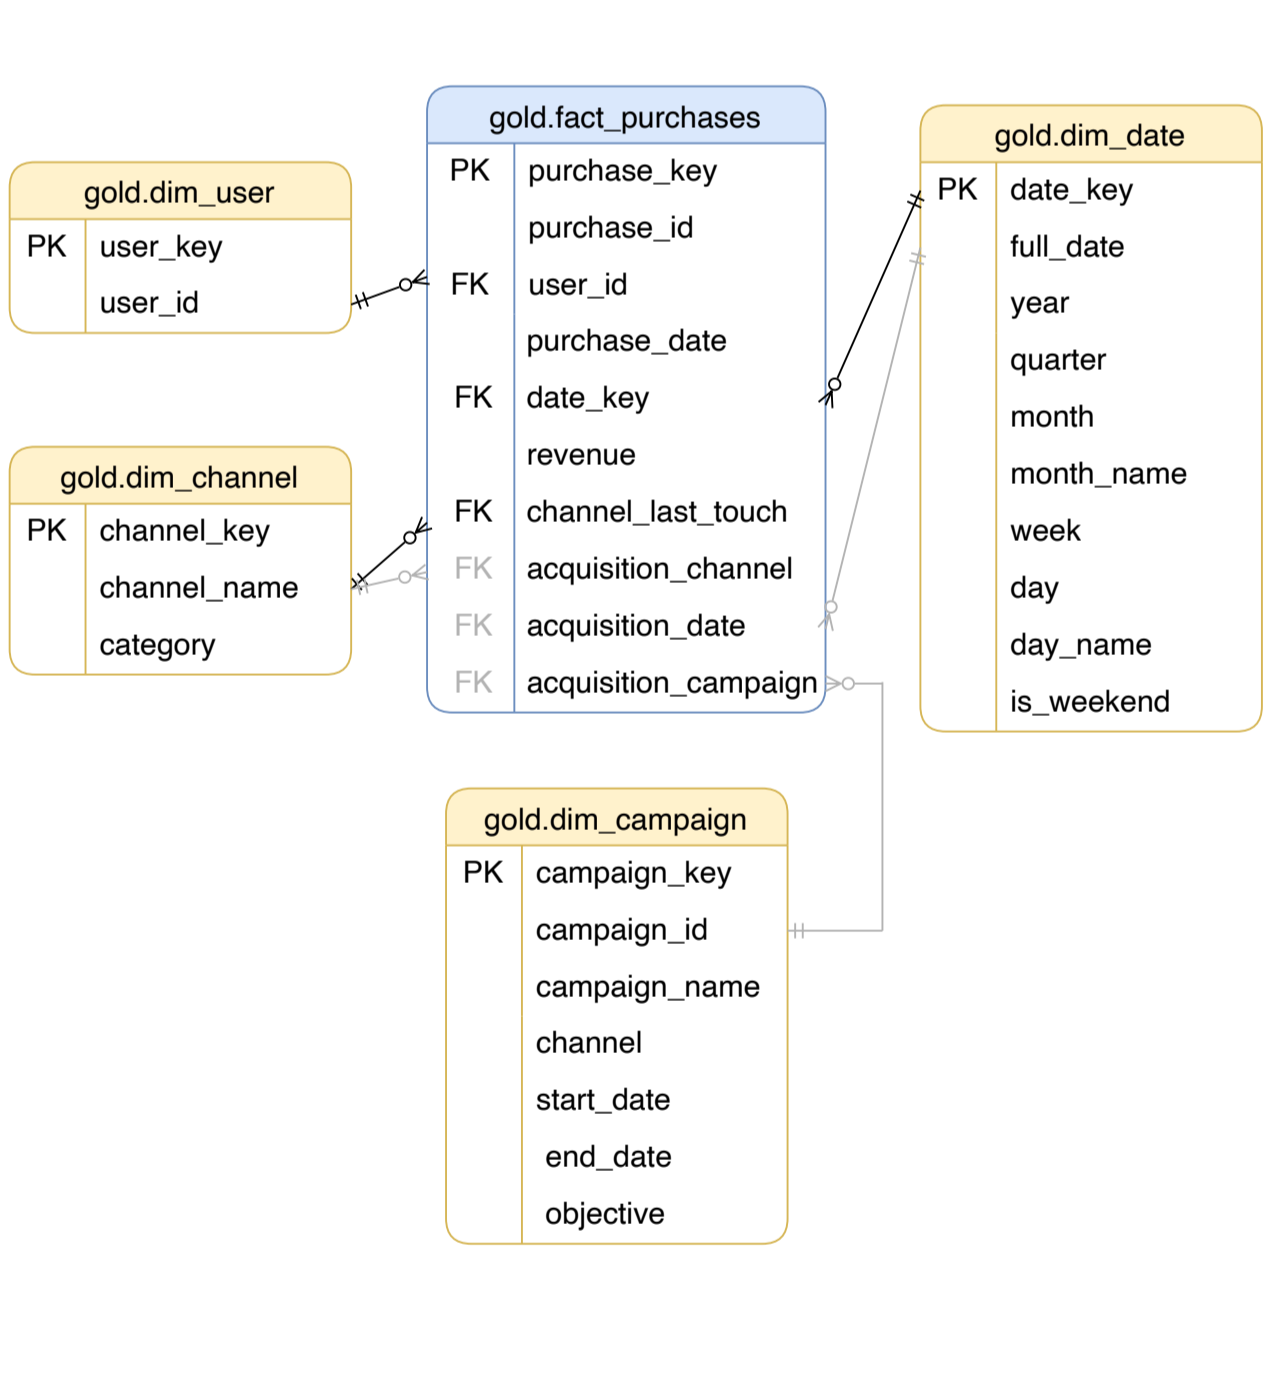 gold.fact_purchases
PK purchase_key
purchase_id
FK user_id
purchase_date
FK date_key
revenue
FK channel_last_touch
FK acquisition_channel
FK acquisition_date
FK acquisition_campaign
gold.dim_user
PK user_key
user_id
gold.dim_channel
PK channel_key
channel_name
category
gold.dim_date
PK date_key
full_date
year
quarter
month
month_name
week
day
day_name
is_weekend
gold.dim_campaign
PK campaign_key
campaign_id
campaign_name
channel
start_date
end_date
objective